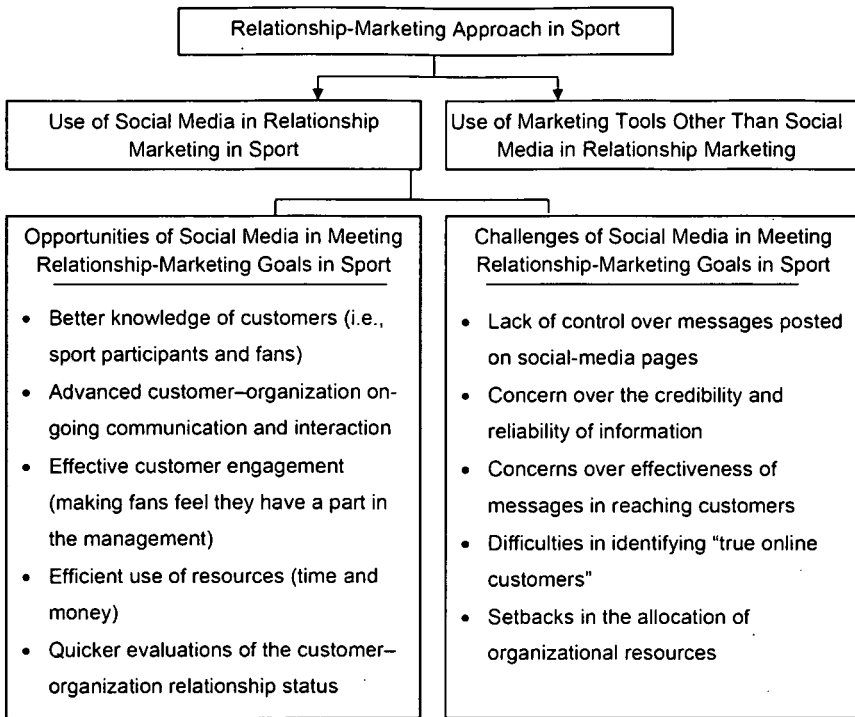 Relationship-Marketing Approach in Sport
Use of Social Media in Relationship
Marketing in Sport
Use of Marketing Tools Other Than Social
Media in Relationship Marketing
Opportunities of Social Media in Meeting
Relationship-Marketing Goals in Sport
• Better knowledge of customers (i.e.,
sport participants and fans)
• Advanced customer–organization on-
going communication and interaction
• Effective customer engagement
(making fans feel they have a part in
the management)
• Efficient use of resources (time and
money)
• Quicker evaluations of the customer–
organization relationship status
Challenges of Social Media in Meeting
Relationship-Marketing Goals in Sport
• Lack of control over messages posted
on social-media pages
• Concern over the credibility and
reliability of information
• Concerns over effectiveness of
messages in reaching customers
• Difficulties in identifying "true online
customers"
• Setbacks in the allocation of
organizational resources